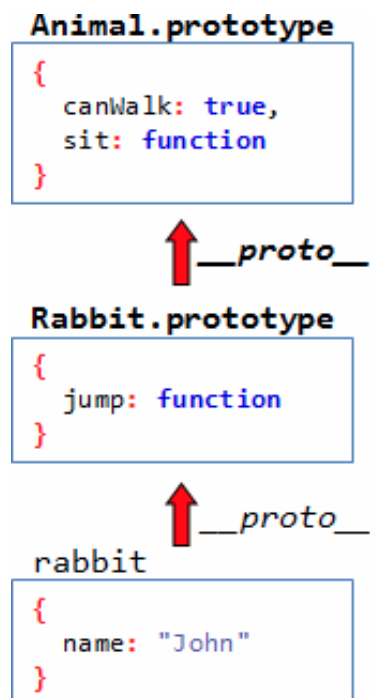 Animal.prototype
{
canWalk: true,
sit: function
}
__proto__
Rabbit.prototype
{
jump: function
}
__proto__
rabbit
{
name: "John"
}